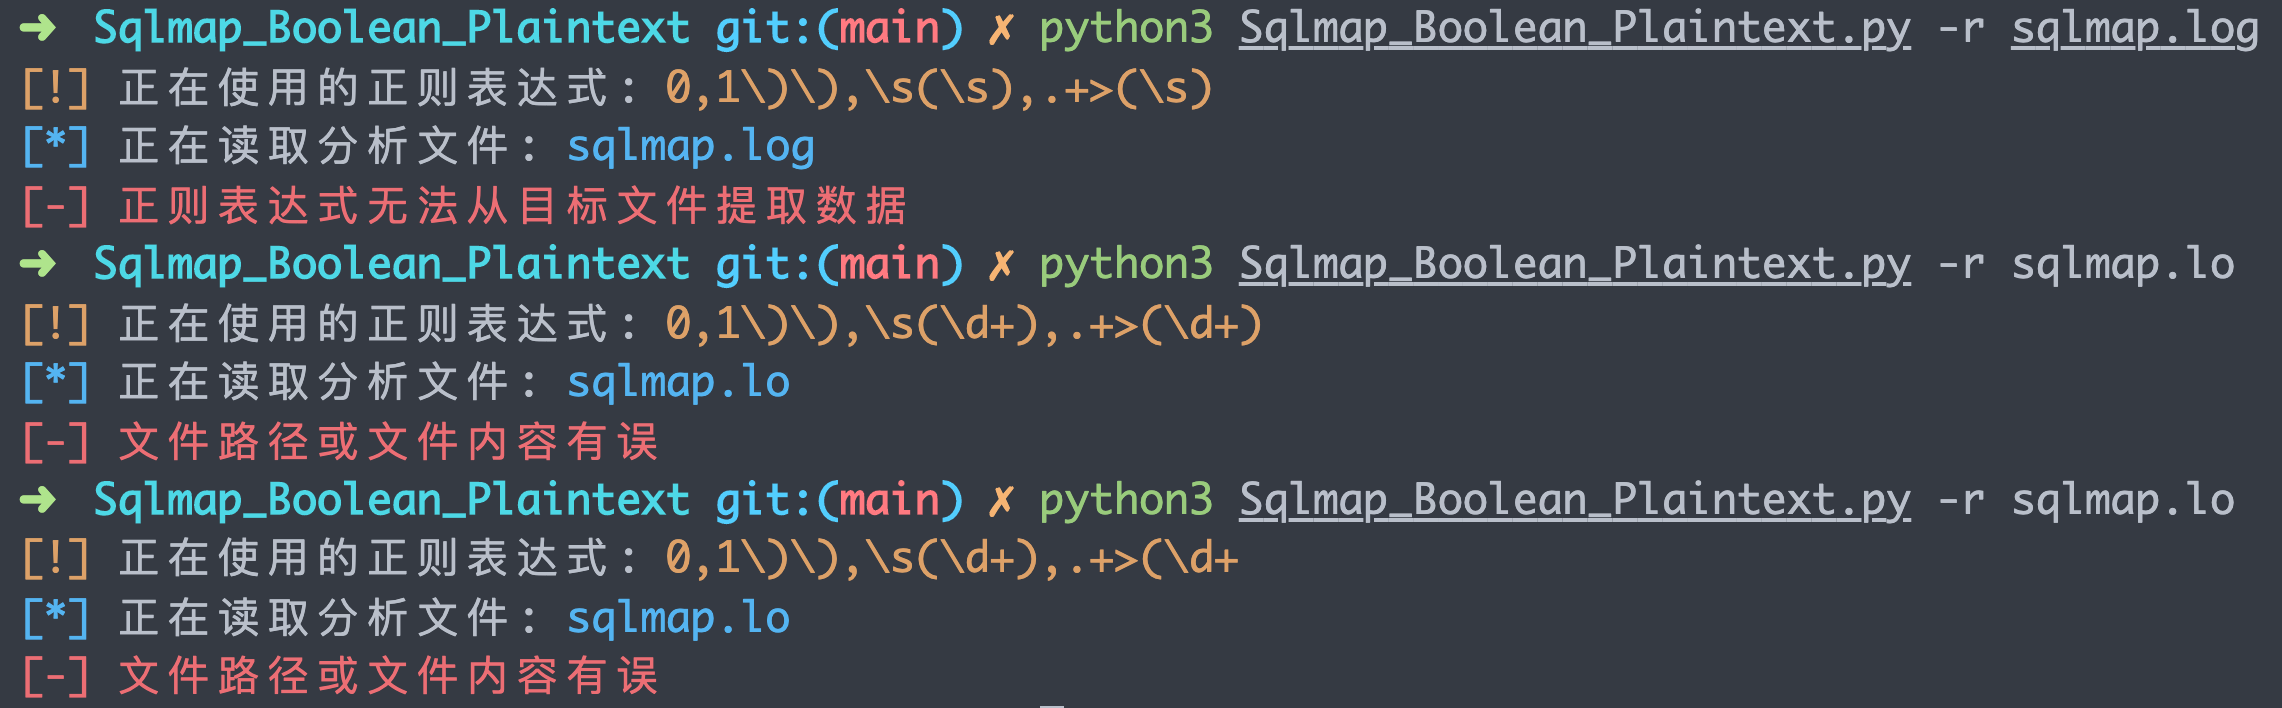 ➜ Sqlmap_Boolean_Plaintext git:(main) ✗ python3 Sqlmap_Boolean_Plaintext.py -r sqlmap.log
[!] 正在使用的正则表达式: 0,1\)\),\s(\s),.+>(\s)
[*] 正在读取分析文件: sqlmap.log
[-] 正则表达式无法从目标文件提取数据
➜ Sqlmap_Boolean_Plaintext git:(main) ✗ python3 Sqlmap_Boolean_Plaintext.py -r sqlmap.lo
[!] 正在使用的正则表达式: 0,1\)\),\s(\d+),.+>(\d+)
[*] 正在读取分析文件: sqlmap.lo
[-] 文件路径或文件内容有误
➜ Sqlmap_Boolean_Plaintext git:(main) ✗ python3 Sqlmap_Boolean_Plaintext.py -r sqlmap.lo
[!] 正在使用的正则表达式: 0,1\)\),\s(\d+),.+>(\d+
[*] 正在读取分析文件: sqlmap.lo
[-] 文件路径或文件内容有误